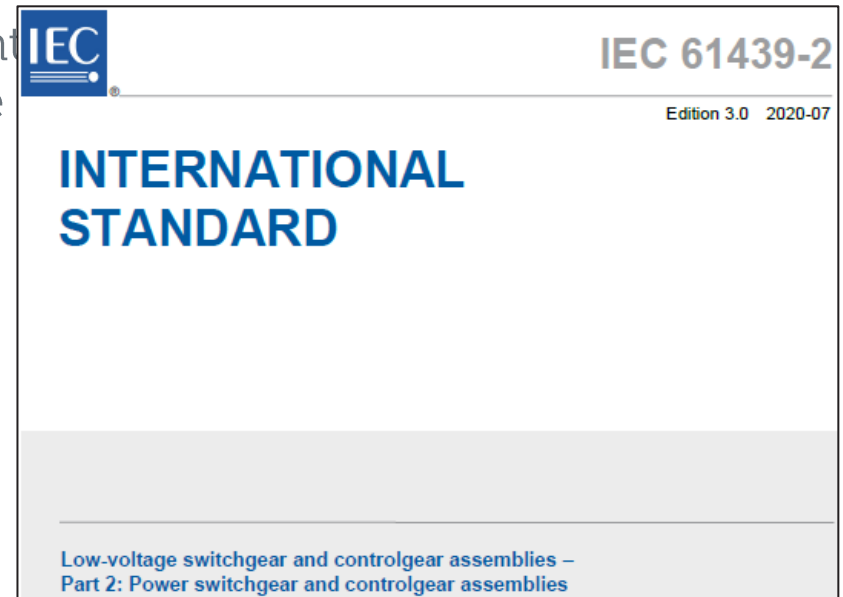 IEC
®
IEC 61439-2
Edition 3.0 2020-07
INTERNATIONAL
STANDARD
Low-voltage switchgear and controlgear assemblies –
Part 2: Power switchgear and controlgear assemblies